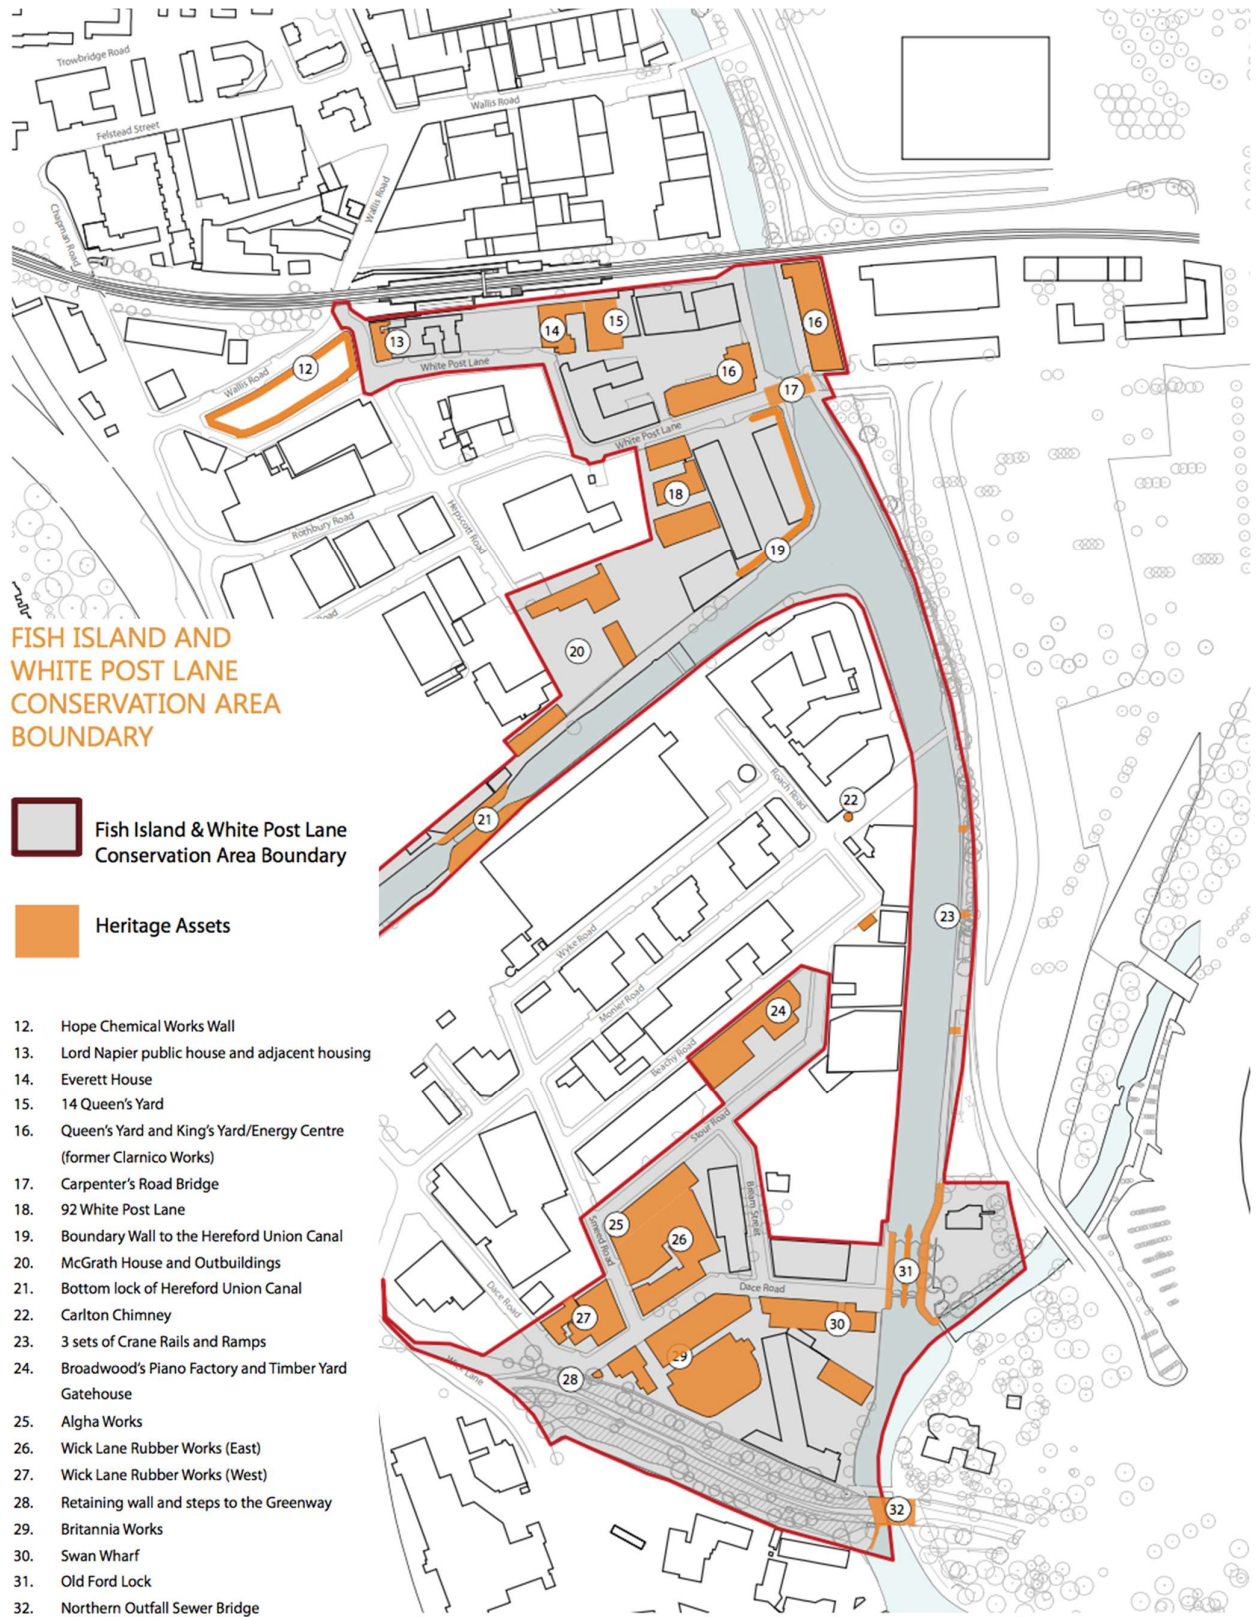 Trowbridge Road
Wallis Road
Felstead Street
Wallis Road
Chapman Road
13
14
15
16
12
Wallis Road
White Post Lane
16
17
White Post Lane
18
Hepscott Road
Rothbury Road
19
20
FISH ISLAND AND
WHITE POST LANE
CONSERVATION AREA
BOUNDARY
Roach Road
22
21
Fish Island & White Post Lane
Conservation Area Boundary
Heritage Assets
23
Wyke Road
Monier Road
24
Beachy Road
Stour Road
Bream Street
25
26
Smeed Road
31
Dace Road
Dace Road
27
30
29
28
Wick Lane
32
12. Hope Chemical Works Wall
13. Lord Napier public house and adjacent housing
14. Everett House
15. 14 Queen's Yard
16. Queen's Yard and King's Yard/Energy Centre
(former Clarnico Works)
17. Carpenter's Road Bridge
18. 92 White Post Lane
19. Boundary Wall to the Hereford Union Canal
20. McGrath House and Outbuildings
21. Bottom lock of Hereford Union Canal
22. Carlton Chimney
23. 3 sets of Crane Rails and Ramps
24. Broadwood's Piano Factory and Timber Yard
Gatehouse
25. Algha Works
26. Wick Lane Rubber Works (East)
27. Wick Lane Rubber Works (West)
28. Retaining wall and steps to the Greenway
29. Britannia Works
30. Swan Wharf
31. Old Ford Lock
32. Northern Outfall Sewer Bridge